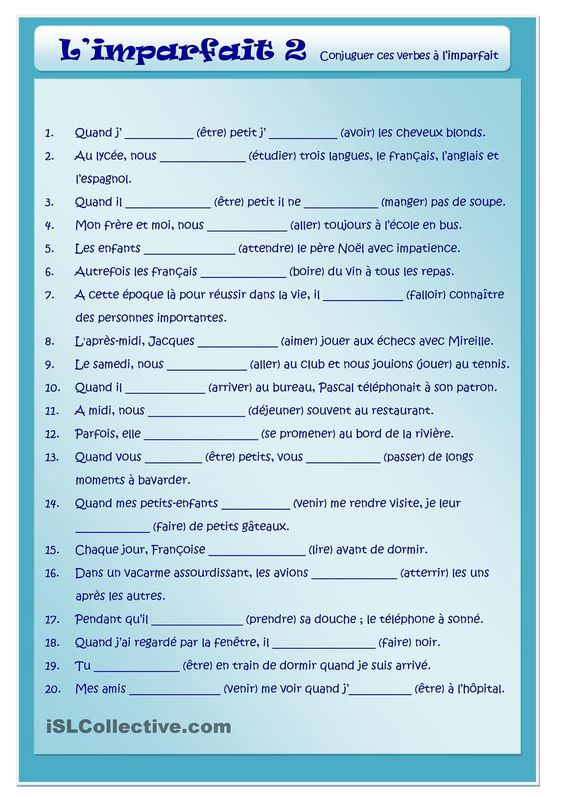 L'imparfait 2 Conjuguer ces verbes à l'imparfait
1. Quand j' ___________ (être) petit j' ___________ (avoir) les cheveux blonds.
2. Au lycée, nous ______________ (étudier) trois langues, le français, l'anglais et
l'espagnol.
3. Quand il ______________ (être) petit il ne ____________ (manger) pas de soupe.
4. Mon frère et moi, nous _____________ (aller) toujours à l'école en bus.
5. Les enfants _______________ (attendre) le père Noël avec impatience.
6. Autrefois les français ______________ (boire) du vin à tous les repas.
7. A cette époque là pour réussir dans la vie, il _____________ (falloir) connaître
des personnes importantes.
8. L'après-midi, Jacques _____________ (aimer) jouer aux échecs avec Mireille.
9. Le samedi, nous _____________ (aller) au club et nous jouions (jouer) au tennis.
10. Quand il _____________ (arriver) au bureau, Pascal téléphonait à son patron.
11. A midi, nous ________________ (déjeuner) souvent au restaurant.
12. Parfois, elle ___________________ (se promener) au bord de la rivière.
13. Quand vous ___________ (être) petits, vous ____________ (passer) de longs
moments à bavarder.
14. Quand mes petits-enfants ___________ (venir) me rendre visite, je leur
____________ (faire) de petits gâteaux.
15. Chaque jour, Françoise ________________ (lire) avant de dormir.
16. Dans un vacarme assourdissant, les avions ______________ (atterrir) les uns
après les autres.
17. Pendant qu'il _______________ (prendre) sa douche ; le téléphone à sonné.
18. Quand j'ai regardé par la fenêtre, il _________________ (faire) noir.
19. Tu ______________ (être) en train de dormir quand je suis arrivé.
20. Mes amis ______________ (venir) me voir quand j'__________ (être) à l'hôpital.
iSLCollective.com